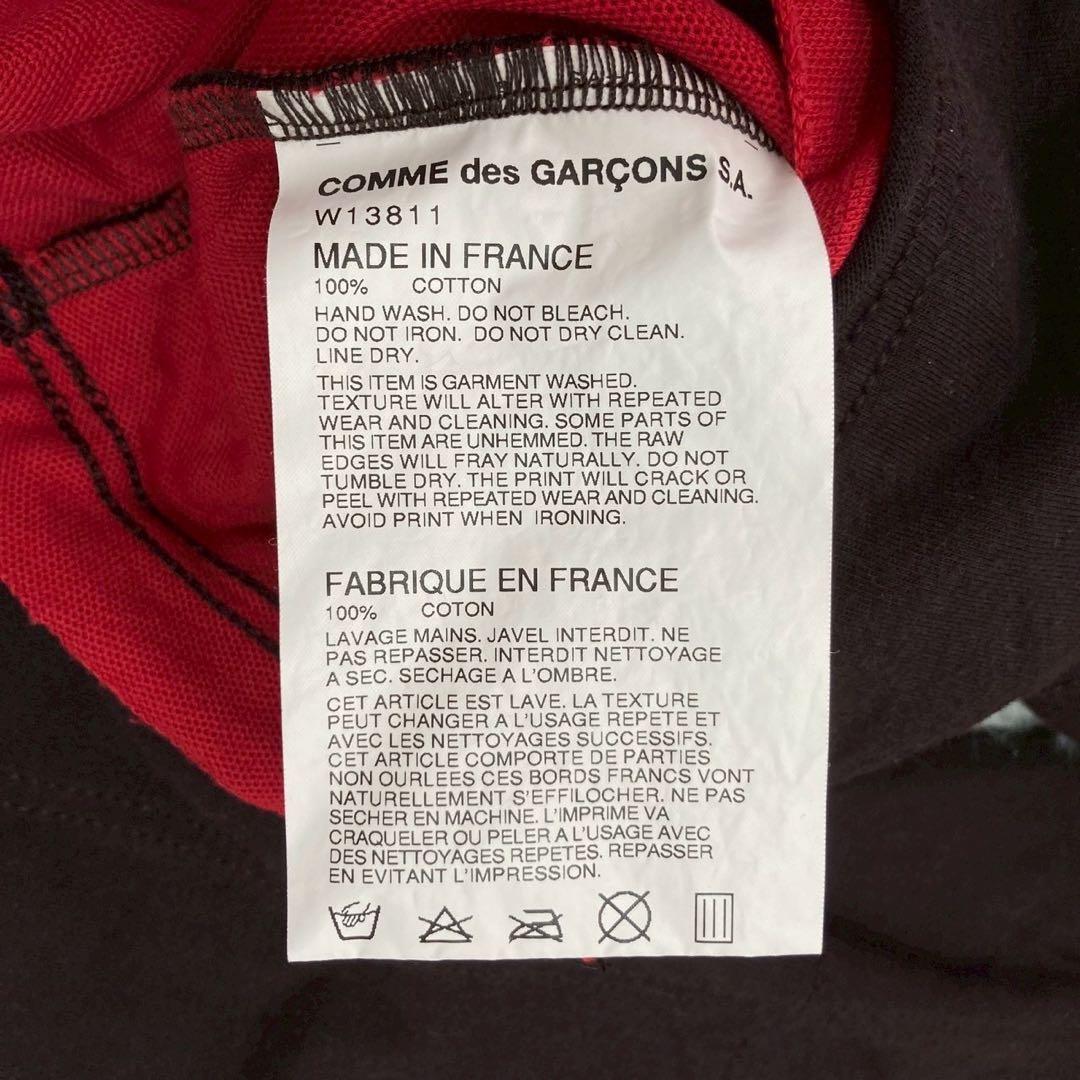 COMME des GARÇONS S.A.
W13811
MADE IN FRANCE
100% COTTON
HAND WASH. DO NOT BLEACH.
DO NOT IRON. DO NOT DRY CLEAN.
LINE DRY.
THIS ITEM IS GARMENT WASHED.
TEXTURE WILL ALTER WITH REPEATED
WEAR AND CLEANING. SOME PARTS OF
THIS ITEM ARE UNHEMMED. THE RAW
EDGES WILL FRAY NATURALLY. DO NOT
TUMBLE DRY. THE PRINT WILL CRACK OR
PEEL WITH REPEATED WEAR AND CLEANING.
AVOID PRINT WHEN IRONING.
FABRIQUE EN FRANCE
100% COTON
LAVAGE MAINS. JAVEL INTERDIT. NE
PAS REPASSER. INTERDIT NETTOYAGE
A SEC. SECHAGE A L'OMBRE.
CET ARTICLE EST LAVE. LA TEXTURE
PEUT CHANGER A L'USAGE REPETE ET
AVEC LES NETTOYAGES SUCCESSIFS.
CET ARTICLE COMPORTE DE PARTIES
NON OURLEES CES BORDS FRANCS VONT
NATURELLEMENT S'EFFILOCHER. NE PAS
SECHER EN MACHINE. L'IMPRIME VA
CRAQUELER OU PELER A L'USAGE AVEC
DES NETTOYAGES REPETES. REPASSER
EN EVITANT L'IMPRESSION.